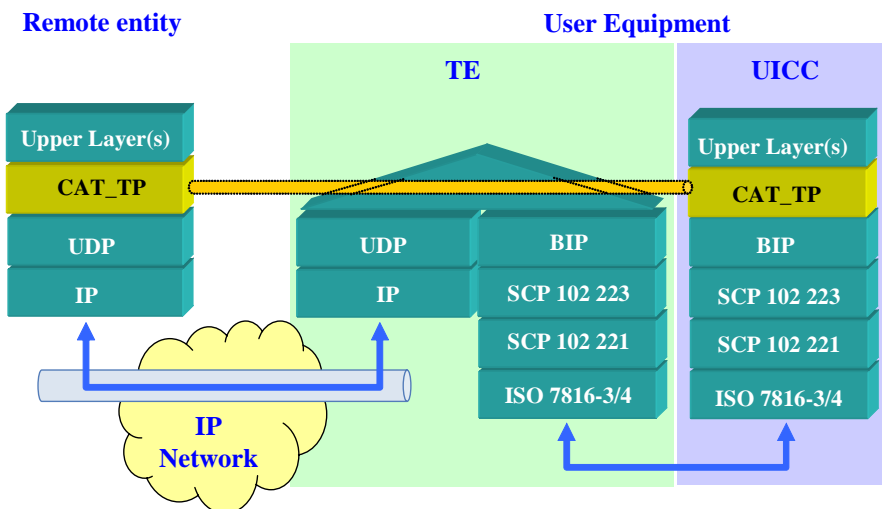 Remote entity
User Equipment
TE
UICC
Upper Layer(s)
CAT_TP
UDP
IP
UDP
IP
BIP
SCP 102 223
SCP 102 221
ISO 7816-3/4
Upper Layer(s)
CAT_TP
BIP
SCP 102 223
SCP 102 221
ISO 7816-3/4
IP
Network